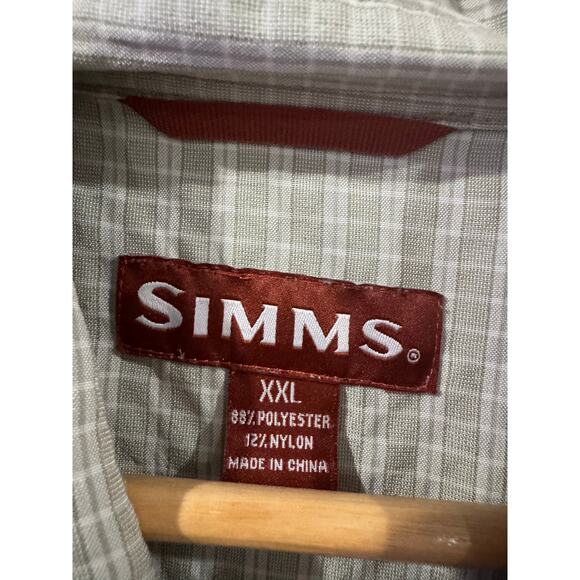 SIMMS®
XXL
88% POLYESTER
12% NYLON
MADE IN CHINA